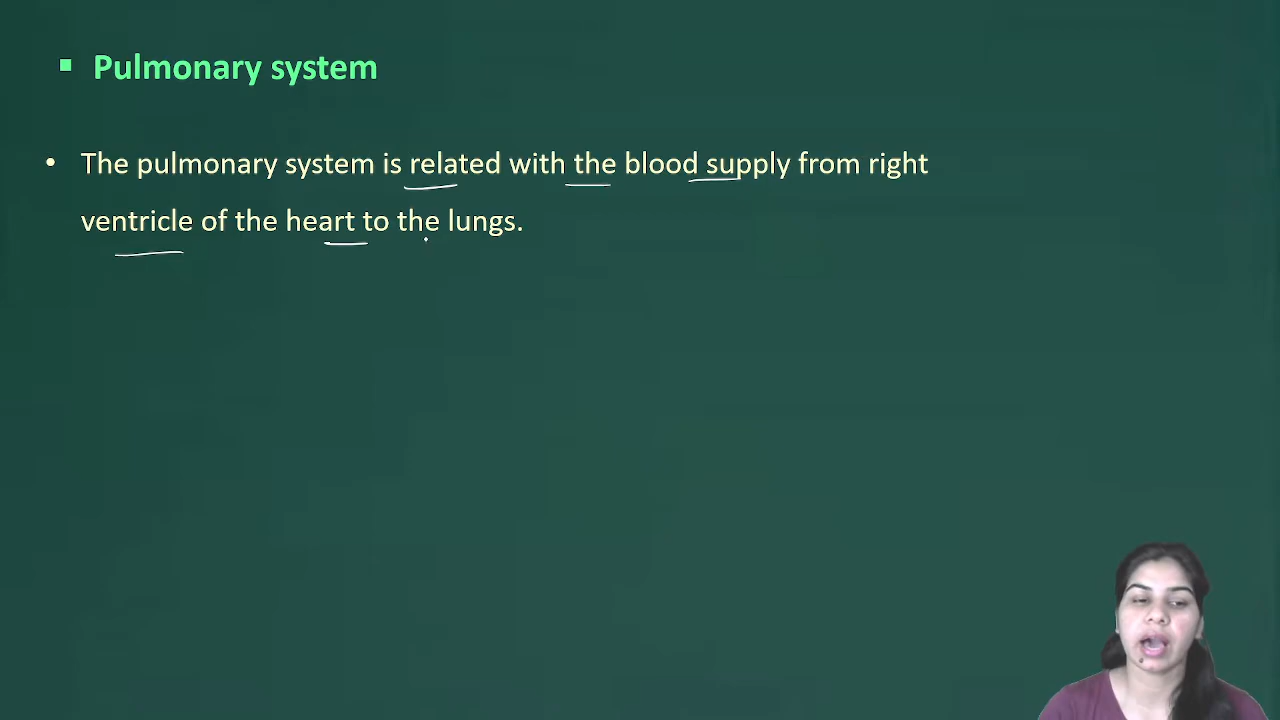 Pulmonary system
The pulmonary system is related with the blood supply from right
ventricle of the heart to the lungs.